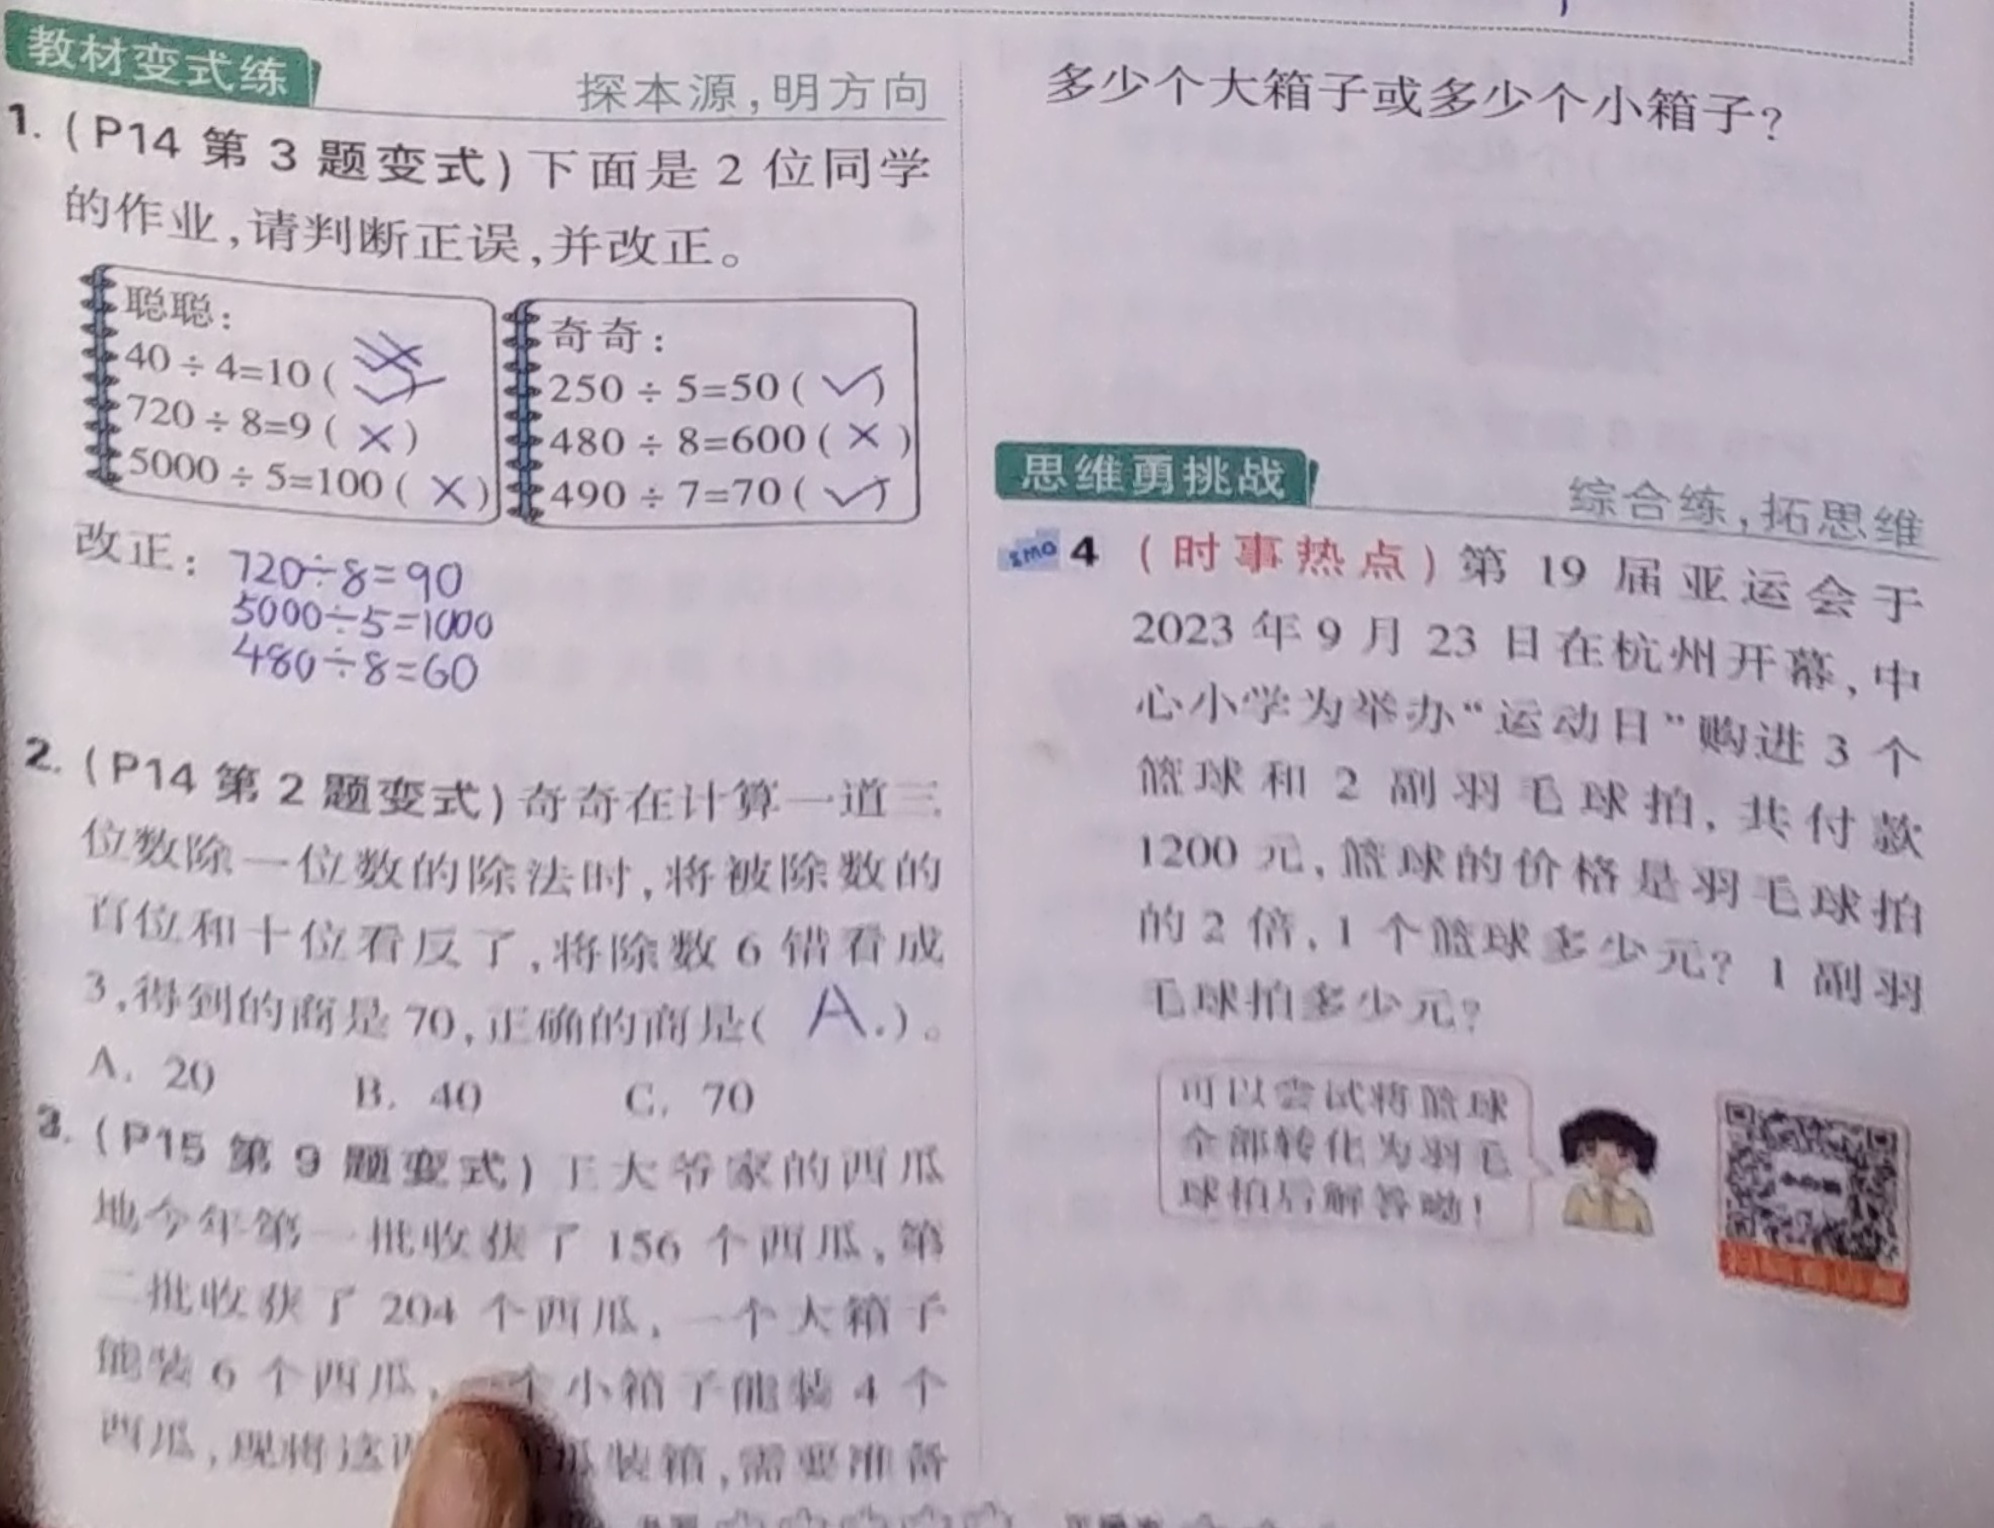 教材变式练
探本源,明方向
1. (P14 第 3 题变式)下面是 2 位同学
的作业,请判断正误,并改正。
聪聪:
40÷4=10( ✓)
720÷8=9( × )
5000÷5=100( × )
奇奇:
250÷5=50( ✓)
480÷8=600( × )
490÷7=70( ✓)
改正: 720÷8=90
5000÷5=1000
480÷8=60
2. (P14 第 2 题变式)奇奇在计算一道三
位数除一位数的除法时,将被除数的
百位和十位看反了,将除数 6 错看成
3,得到的商是 70,正确的商是( A. )。
A. 20 B. 40 C. 70
3. (P15 第 9 题变式)王大爷家的西瓜
地今年第一批收获了 156 个西瓜,第
二批收获了 204 个西瓜,一个大箱子
能装 6 个西瓜,一个小箱子能装 4 个
西瓜,现将这 瓜装箱,需要准备
多少个大箱子或多少个小箱子?
思维勇挑战
综合练,拓思维
4 (时事热点)第 19 届亚运会于
2023 年 9 月 23 日在杭州开幕,中
心小学为举办“运动日”购进 3 个
篮球和 2 副羽毛球拍,共付款
1200 元,篮球的价格是羽毛球拍
的 2 倍,1 个篮球多少元? 1 副羽
毛球拍多少元?
可以尝试将篮球
全部转化为羽毛
球拍后解答呦!